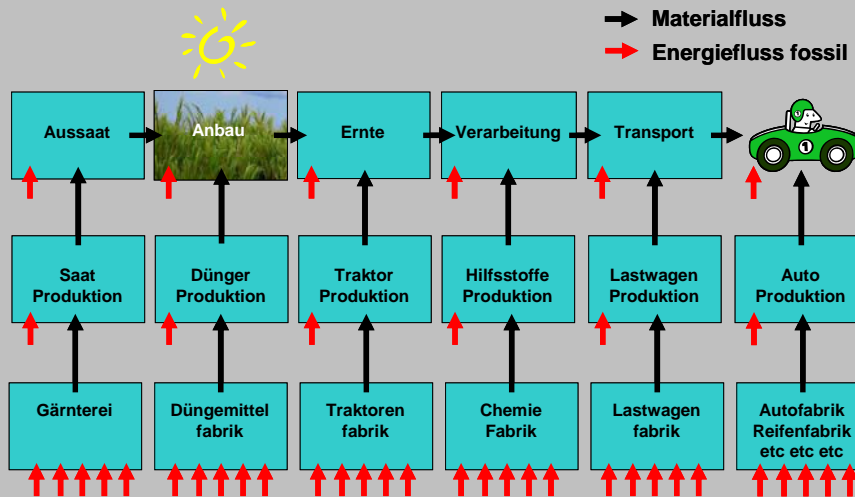 Materialfluss
Energiefluss fossil
Aussaat
Anbau
Ernte
Verarbeitung
Transport
1
Saat
Produktion
Dünger
Produktion
Traktor
Produktion
Hilfsstoffe
Produktion
Lastwagen
Produktion
Auto
Produktion
Gärnterei
Düngemittel
fabrik
Traktoren
fabrik
Chemie
Fabrik
Lastwagen
fabrik
Autofabrik
Reifenfabrik
etc etc etc